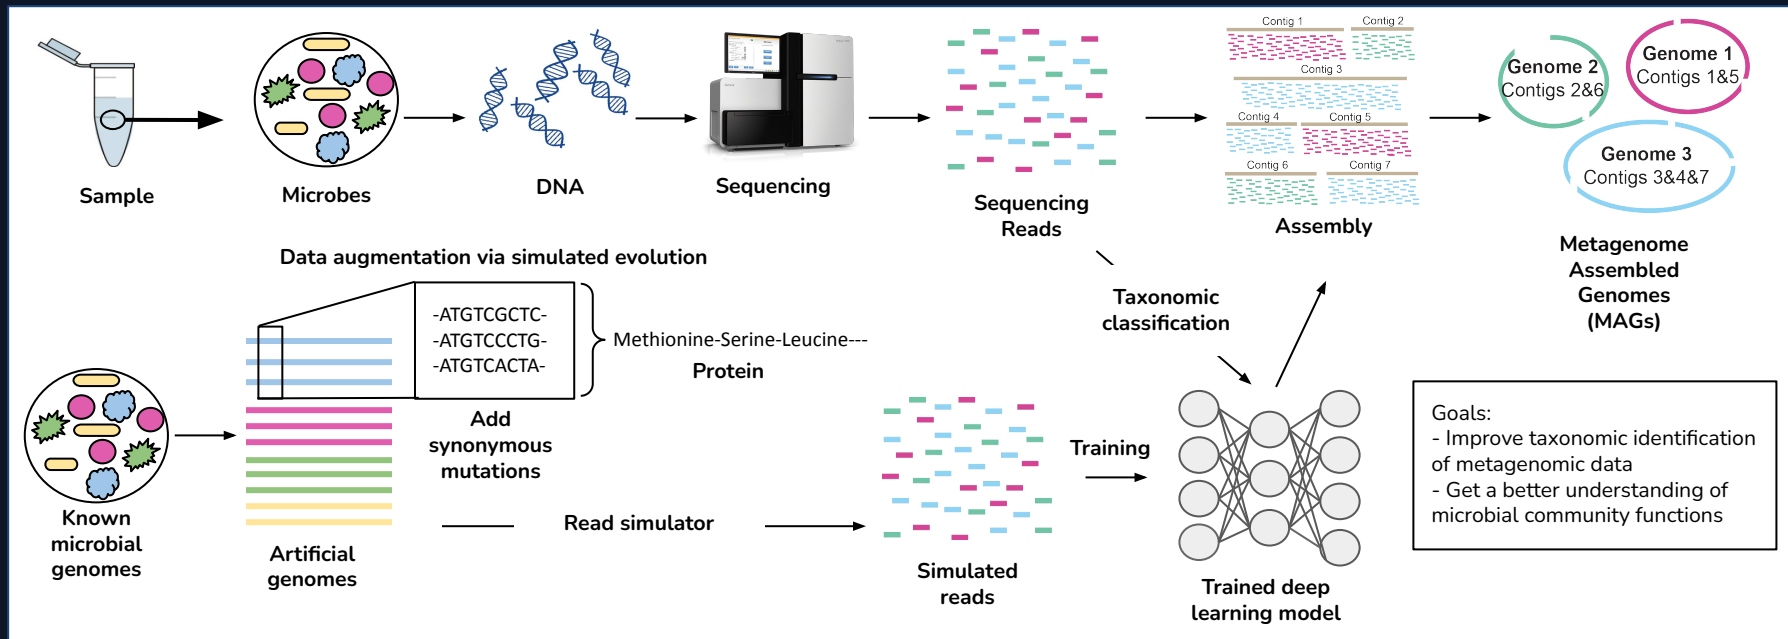 Sample
Microbes
DNA
Sequencing
Sequencing
Reads
Contig 1
Contig 2
Contig 3
Contig 4
Contig 5
Contig 6
Contig 7
Assembly
Genome 2
Contigs 2&6
Genome 1
Contigs 1&5
Genome 3
Contigs 3&4&7
Metagenome
Assembled
Genomes
(MAGs)
Data augmentation via simulated evolution
-ATGTCGCTC-
-ATGTCCCTG-
-ATGTCACTA-
Methionine-Serine-Leucine---
Protein
Add
synonymous
mutations
Known
microbial
genomes
Artificial
genomes
Read simulator
Simulated
reads
Training
Taxonomic
classification
Trained deep
learning model
Goals:
- Improve taxonomic identification
of metagenomic data
- Get a better understanding of
microbial community functions